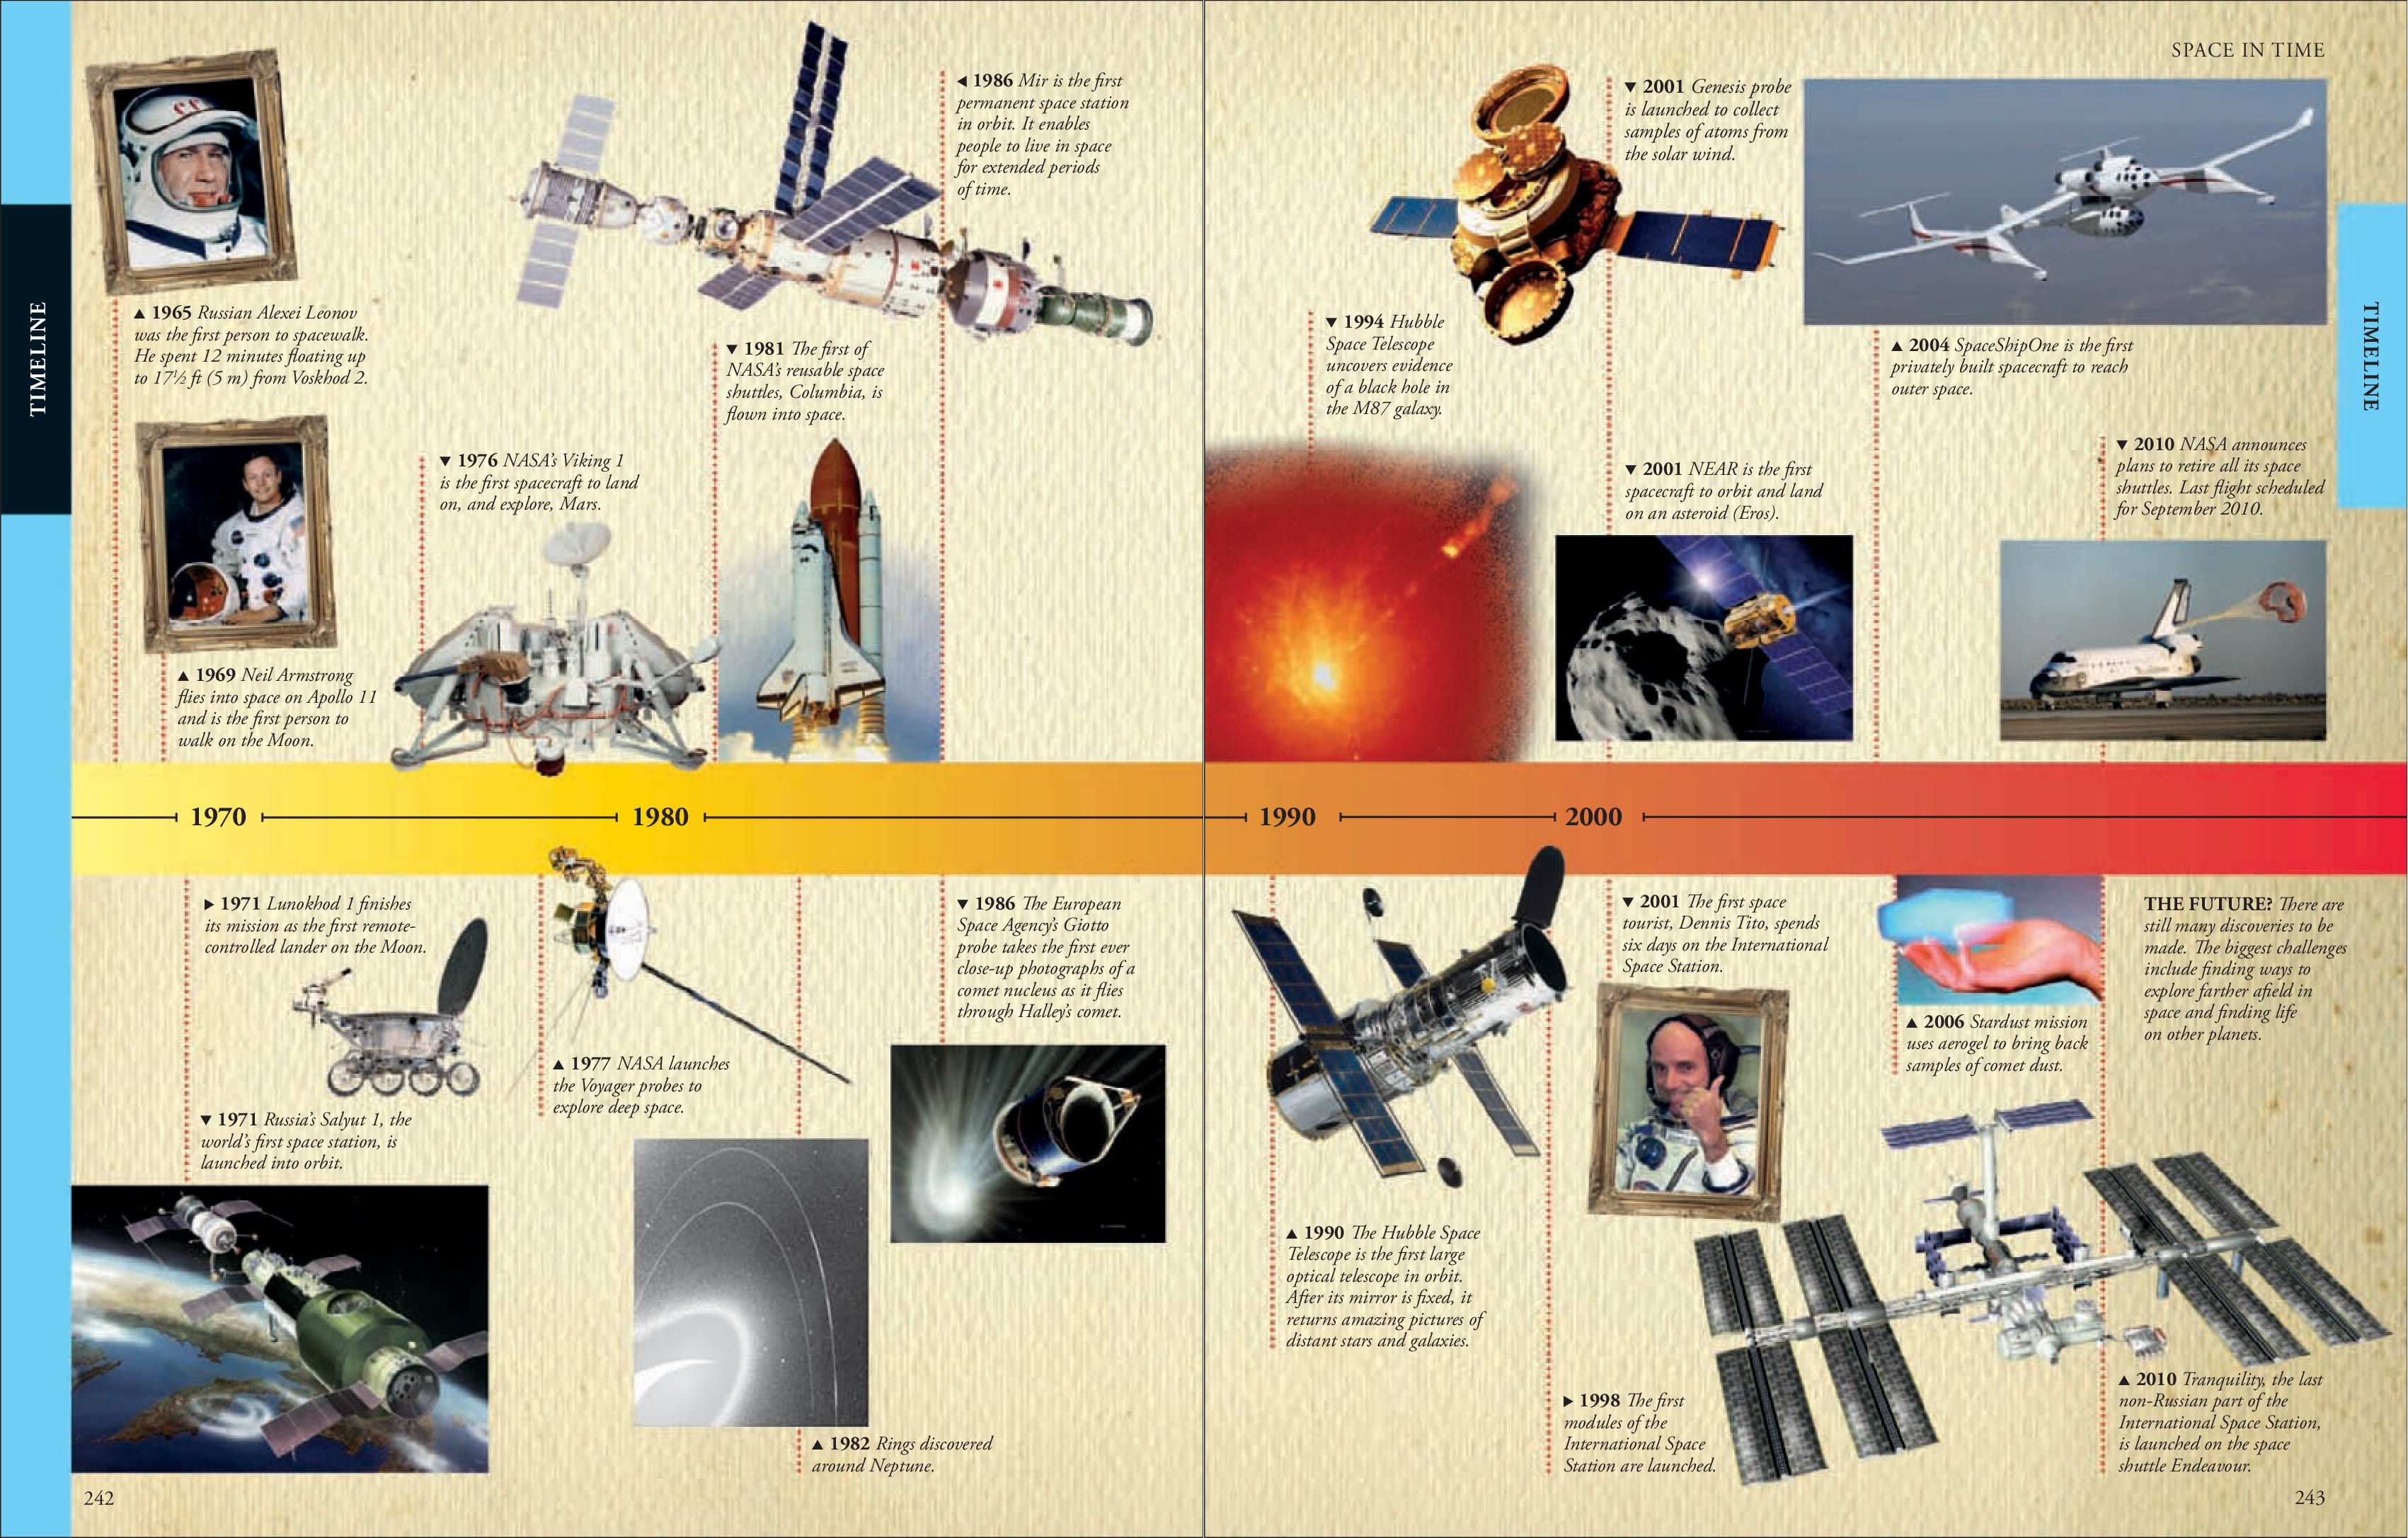 SPACE IN TIME
TIMELINE
▲ 1965 Russian Alexei Leonov
was the first person to spacewalk.
He spent 12 minutes floating up
to 17½ ft (5 m) from Voskhod 2.
▲ 1969 Neil Armstrong
flies into space on Apollo 11
and is the first person to
walk on the Moon.
▼ 1976 NASA's Viking 1
is the first spacecraft to land
on, and explore, Mars.
▼ 1981 The first of
NASA's reusable space
shuttles, Columbia, is
flown into space.
◀ 1986 Mir is the first
permanent space station
in orbit. It enables
people to live in space
for extended periods
of time.
▼ 1994 Hubble
Space Telescope
uncovers evidence
of a black hole in
the M87 galaxy.
▼ 2001 Genesis probe
is launched to collect
samples of atoms from
the solar wind.
▼ 2001 NEAR is the first
spacecraft to orbit and land
on an asteroid (Eros).
▲ 2004 SpaceShipOne is the first
privately built spacecraft to reach
outer space.
▼ 2010 NASA announces
plans to retire all its space
shuttles. Last flight scheduled
for September 2010.
TIMELINE
1970
1980
1990
2000
▶ 1971 Lunokhod 1 finishes
its mission as the first remote-
controlled lander on the Moon.
▼ 1971 Russia's Salyut 1, the
world's first space station, is
launched into orbit.
▲ 1977 NASA launches
the Voyager probes to
explore deep space.
▲ 1982 Rings discovered
around Neptune.
▼ 1986 The European
Space Agency's Giotto
probe takes the first ever
close-up photographs of a
comet nucleus as it flies
through Halley's comet.
▲ 1990 The Hubble Space
Telescope is the first large
optical telescope in orbit.
After its mirror is fixed, it
returns amazing pictures of
distant stars and galaxies.
▶ 1998 The first
modules of the
International Space
Station are launched.
▼ 2001 The first space
tourist, Dennis Tito, spends
six days on the International
Space Station.
▲ 2006 Stardust mission
uses aerogel to bring back
samples of comet dust.
THE FUTURE? There are
still many discoveries to be
made. The biggest challenges
include finding ways to
explore farther afield in
space and finding life
on other planets.
▲ 2010 Tranquility, the last
non-Russian part of the
International Space Station,
is launched on the space
shuttle Endeavour.
242
243